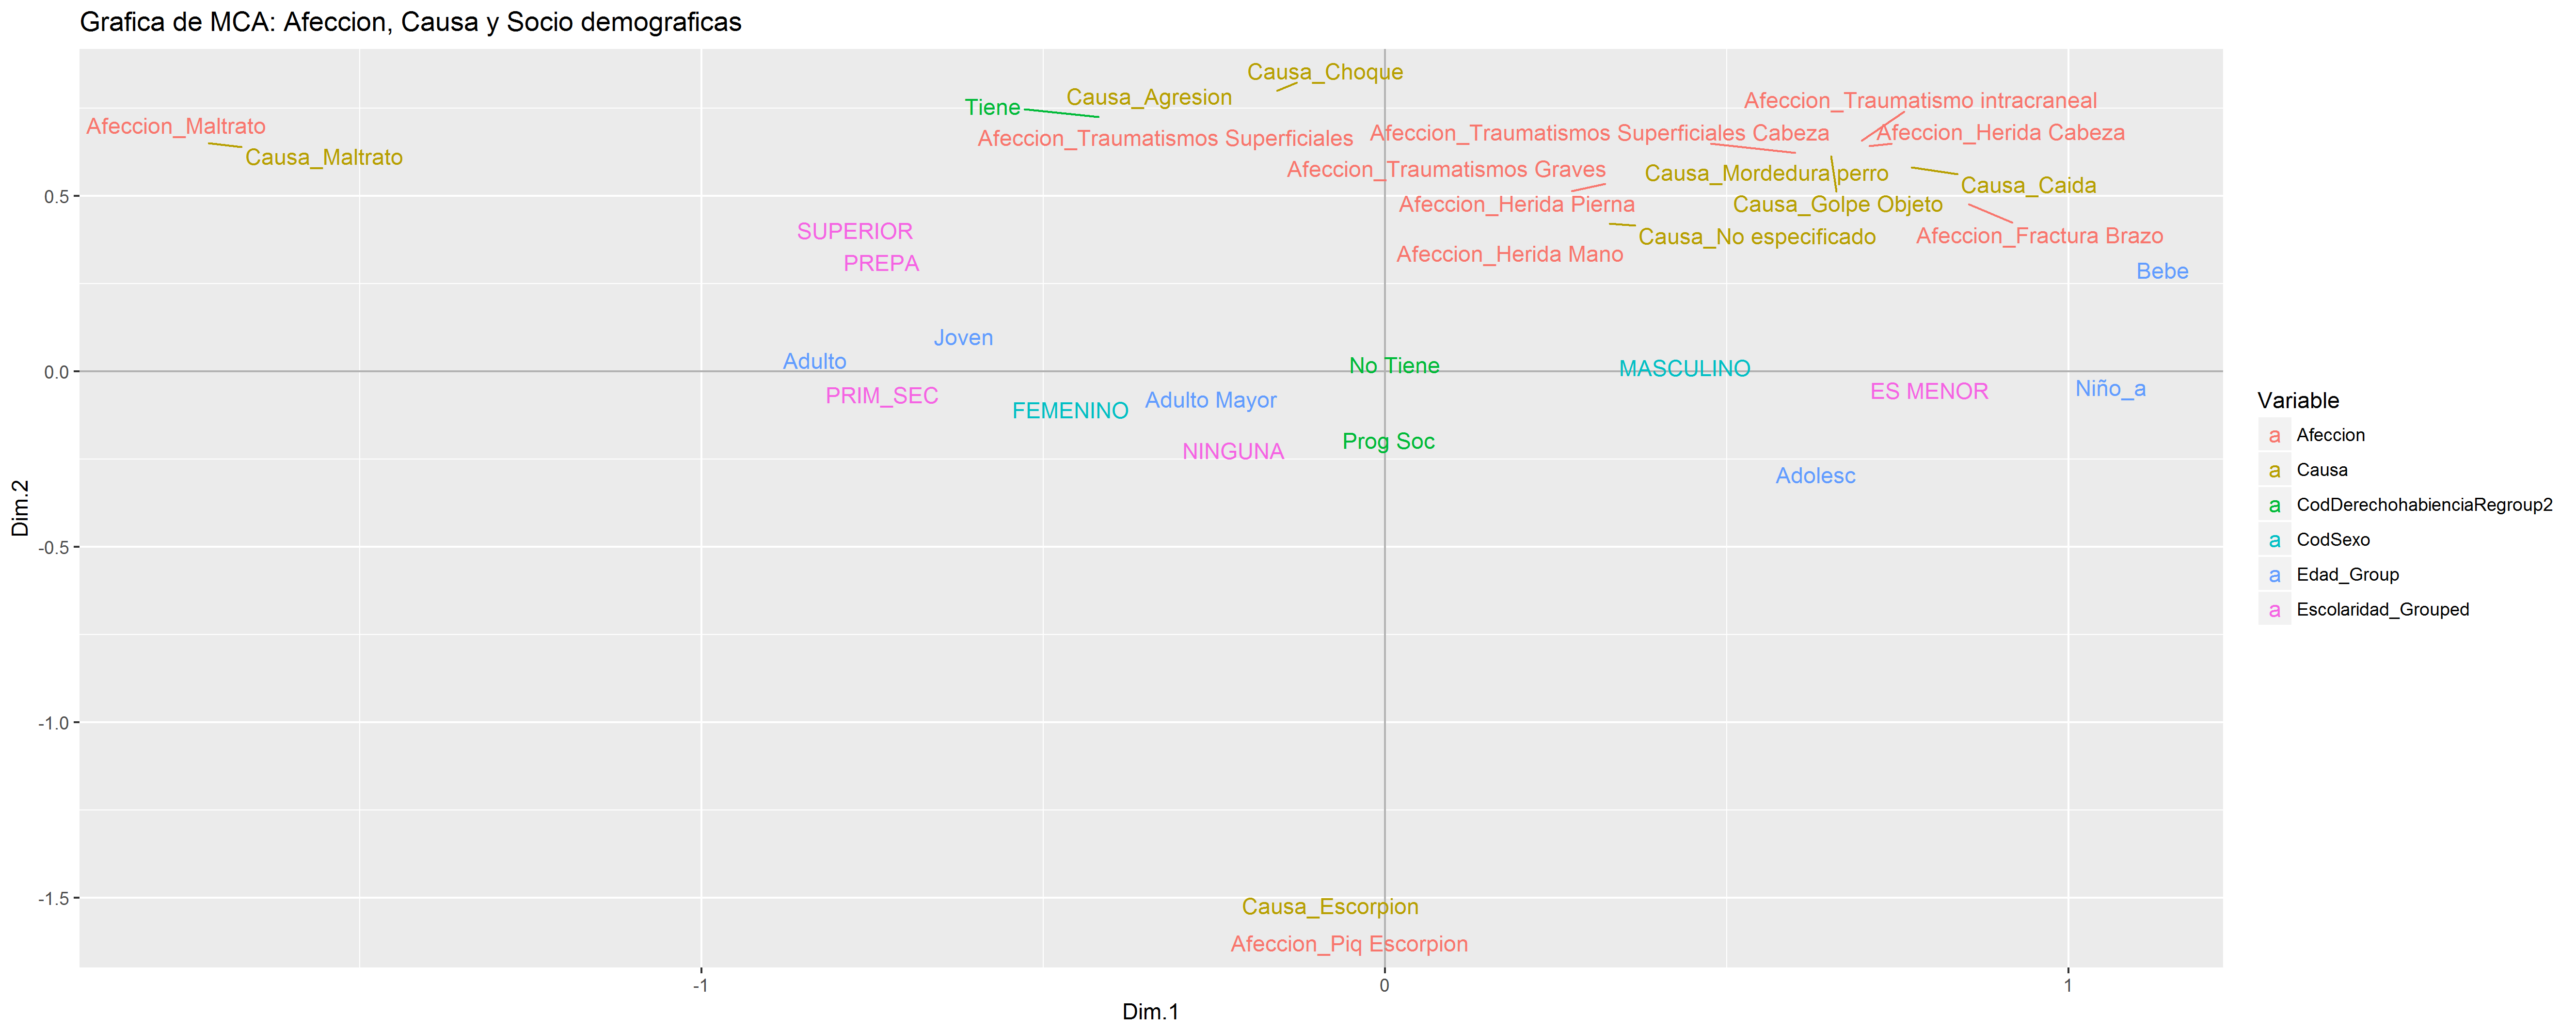 Grafica de MCA: Afeccion, Causa y Socio demograficas
Causa_Choque
Causa_Agresion
Tiene
Afeccion_Traumatismo intracraneal
Afeccion_Maltrato
Afeccion_Traumatismos Superficiales
Afeccion_Traumatismos Superficiales Cabeza
Afeccion_Herida Cabeza
Causa_Maltrato
Afeccion_Traumatismos Graves
Causa_Mordedura perro
Causa_Caida
0.5
Afeccion_Herida Pierna
Causa_Golpe Objeto
SUPERIOR
Causa_No especificado
Afeccion_Fractura Brazo
PREPA
Afeccion_Herida Mano
Bebe
Joven
Adulto
No Tiene
MASCULINO
0.0
PRIM_SEC
FEMENINO
Adulto Mayor
ES MENOR
Niño_a
Prog Soc
NINGUNA
Adolesc
Dim.2
-0.5
-1.0
-1.5
Causa_Escorpion
Afeccion_Piq Escorpion
-1
0
1
Dim.1
Variable
a Afeccion
a Causa
a CodDerechohabienciaRegroup2
a CodSexo
a Edad_Group
a Escolaridad_Grouped